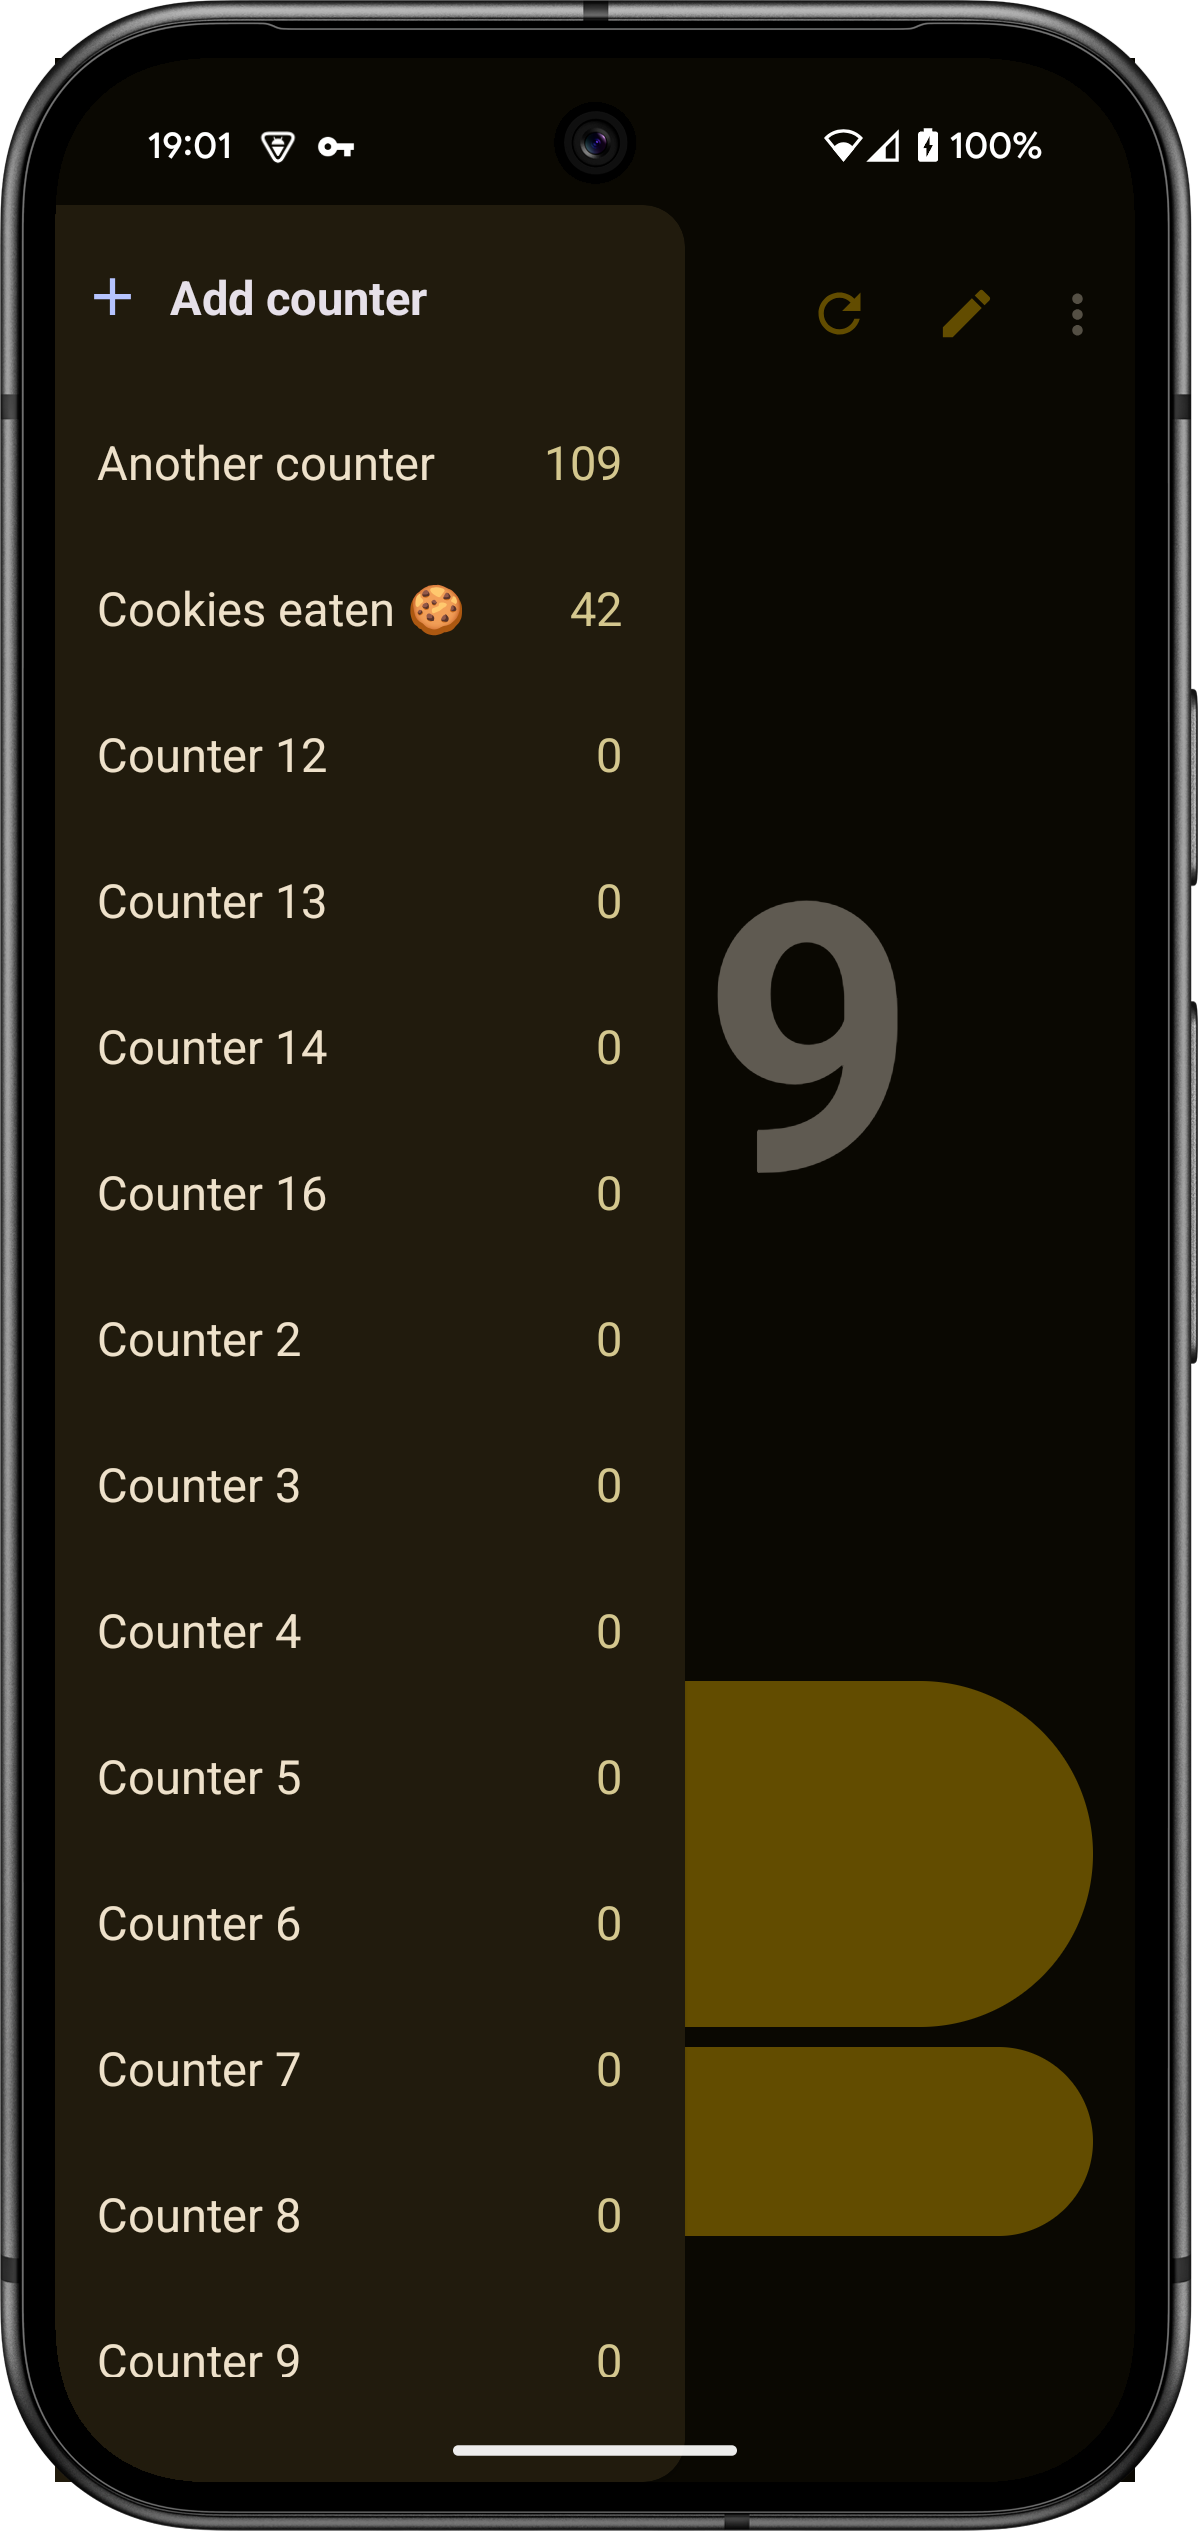 19:01 100%
Add counter
Another counter 109
Cookies eaten 🍪 42
Counter 12 0
Counter 13 0
Counter 14 0
Counter 16 0
Counter 2 0
Counter 3 0
Counter 4 0
Counter 5 0
Counter 6 0
Counter 7 0
Counter 8 0
Counter 9 0
9